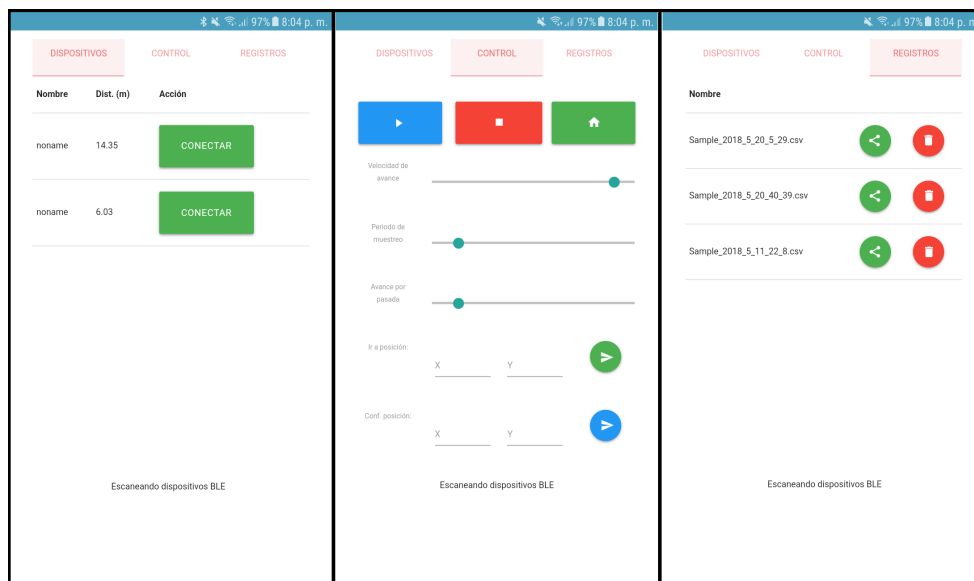 97% 8:04 p. m.
DISPOSITIVOS CONTROL REGISTROS
Nombre Dist. (m) Acción
noname 14.35 CONECTAR
noname 6.03 CONECTAR
Escaneando dispositivos BLE
97% 8:04 p. m.
DISPOSITIVOS CONTROL REGISTROS
Velocidad de
avance
Periodo de
muestreo
Avance por
pasada
Ir a posición:
X Y
Conf. posición:
X Y
Escaneando dispositivos BLE
97% 8:04 p. m
DISPOSITIVOS CONTROL REGISTROS
Nombre
Sample_2018_5_20_5_29.csv
Sample_2018_5_20_40_39.csv
Sample_2018_5_11_22_8.csv
Escaneando dispositivos BLE